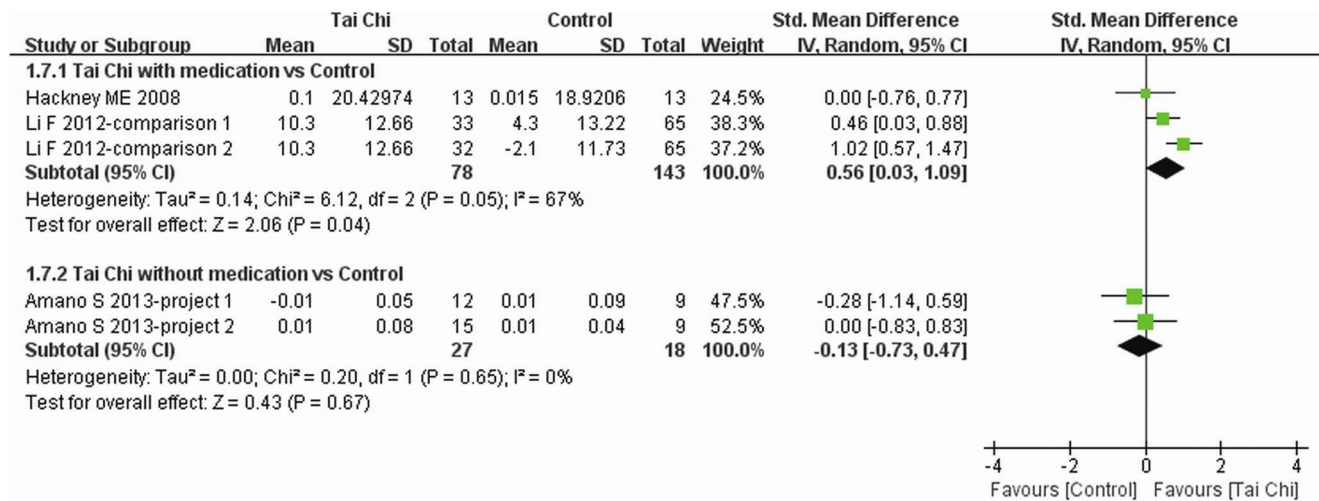 Tai Chi Control Std. Mean Difference Std. Mean Difference
Study or Subgroup Mean SD Total Mean SD Total Weight IV, Random, 95% CI IV, Random, 95% CI
1.7.1 Tai Chi with medication vs Control
Hackney ME 2008 0.1 20.42974 13 0.015 18.9206 13 24.5% 0.00 [-0.76, 0.77]
Li F 2012-comparison 1 10.3 12.66 33 4.3 13.22 65 38.3% 0.46 [0.03, 0.88]
Li F 2012-comparison 2 10.3 12.66 32 -2.1 11.73 65 37.2% 1.02 [0.57, 1.47]
Subtotal (95% CI) 78 143 100.0% 0.56 [0.03, 1.09]
Heterogeneity: Tau² = 0.14; Chi² = 6.12, df = 2 (P = 0.05); I² = 67%
Test for overall effect: Z = 2.06 (P = 0.04)
1.7.2 Tai Chi without medication vs Control
Amano S 2013-project 1 -0.01 0.05 12 0.01 0.09 9 47.5% -0.28 [-1.14, 0.59]
Amano S 2013-project 2 0.01 0.08 15 0.01 0.04 9 52.5% 0.00 [-0.83, 0.83]
Subtotal (95% CI) 27 18 100.0% -0.13 [-0.73, 0.47]
Heterogeneity: Tau² = 0.00; Chi² = 0.20, df = 1 (P = 0.65); I² = 0%
Test for overall effect: Z = 0.43 (P = 0.67)
-4 -2 0 2 4
Favours [Control] Favours [Tai Chi]